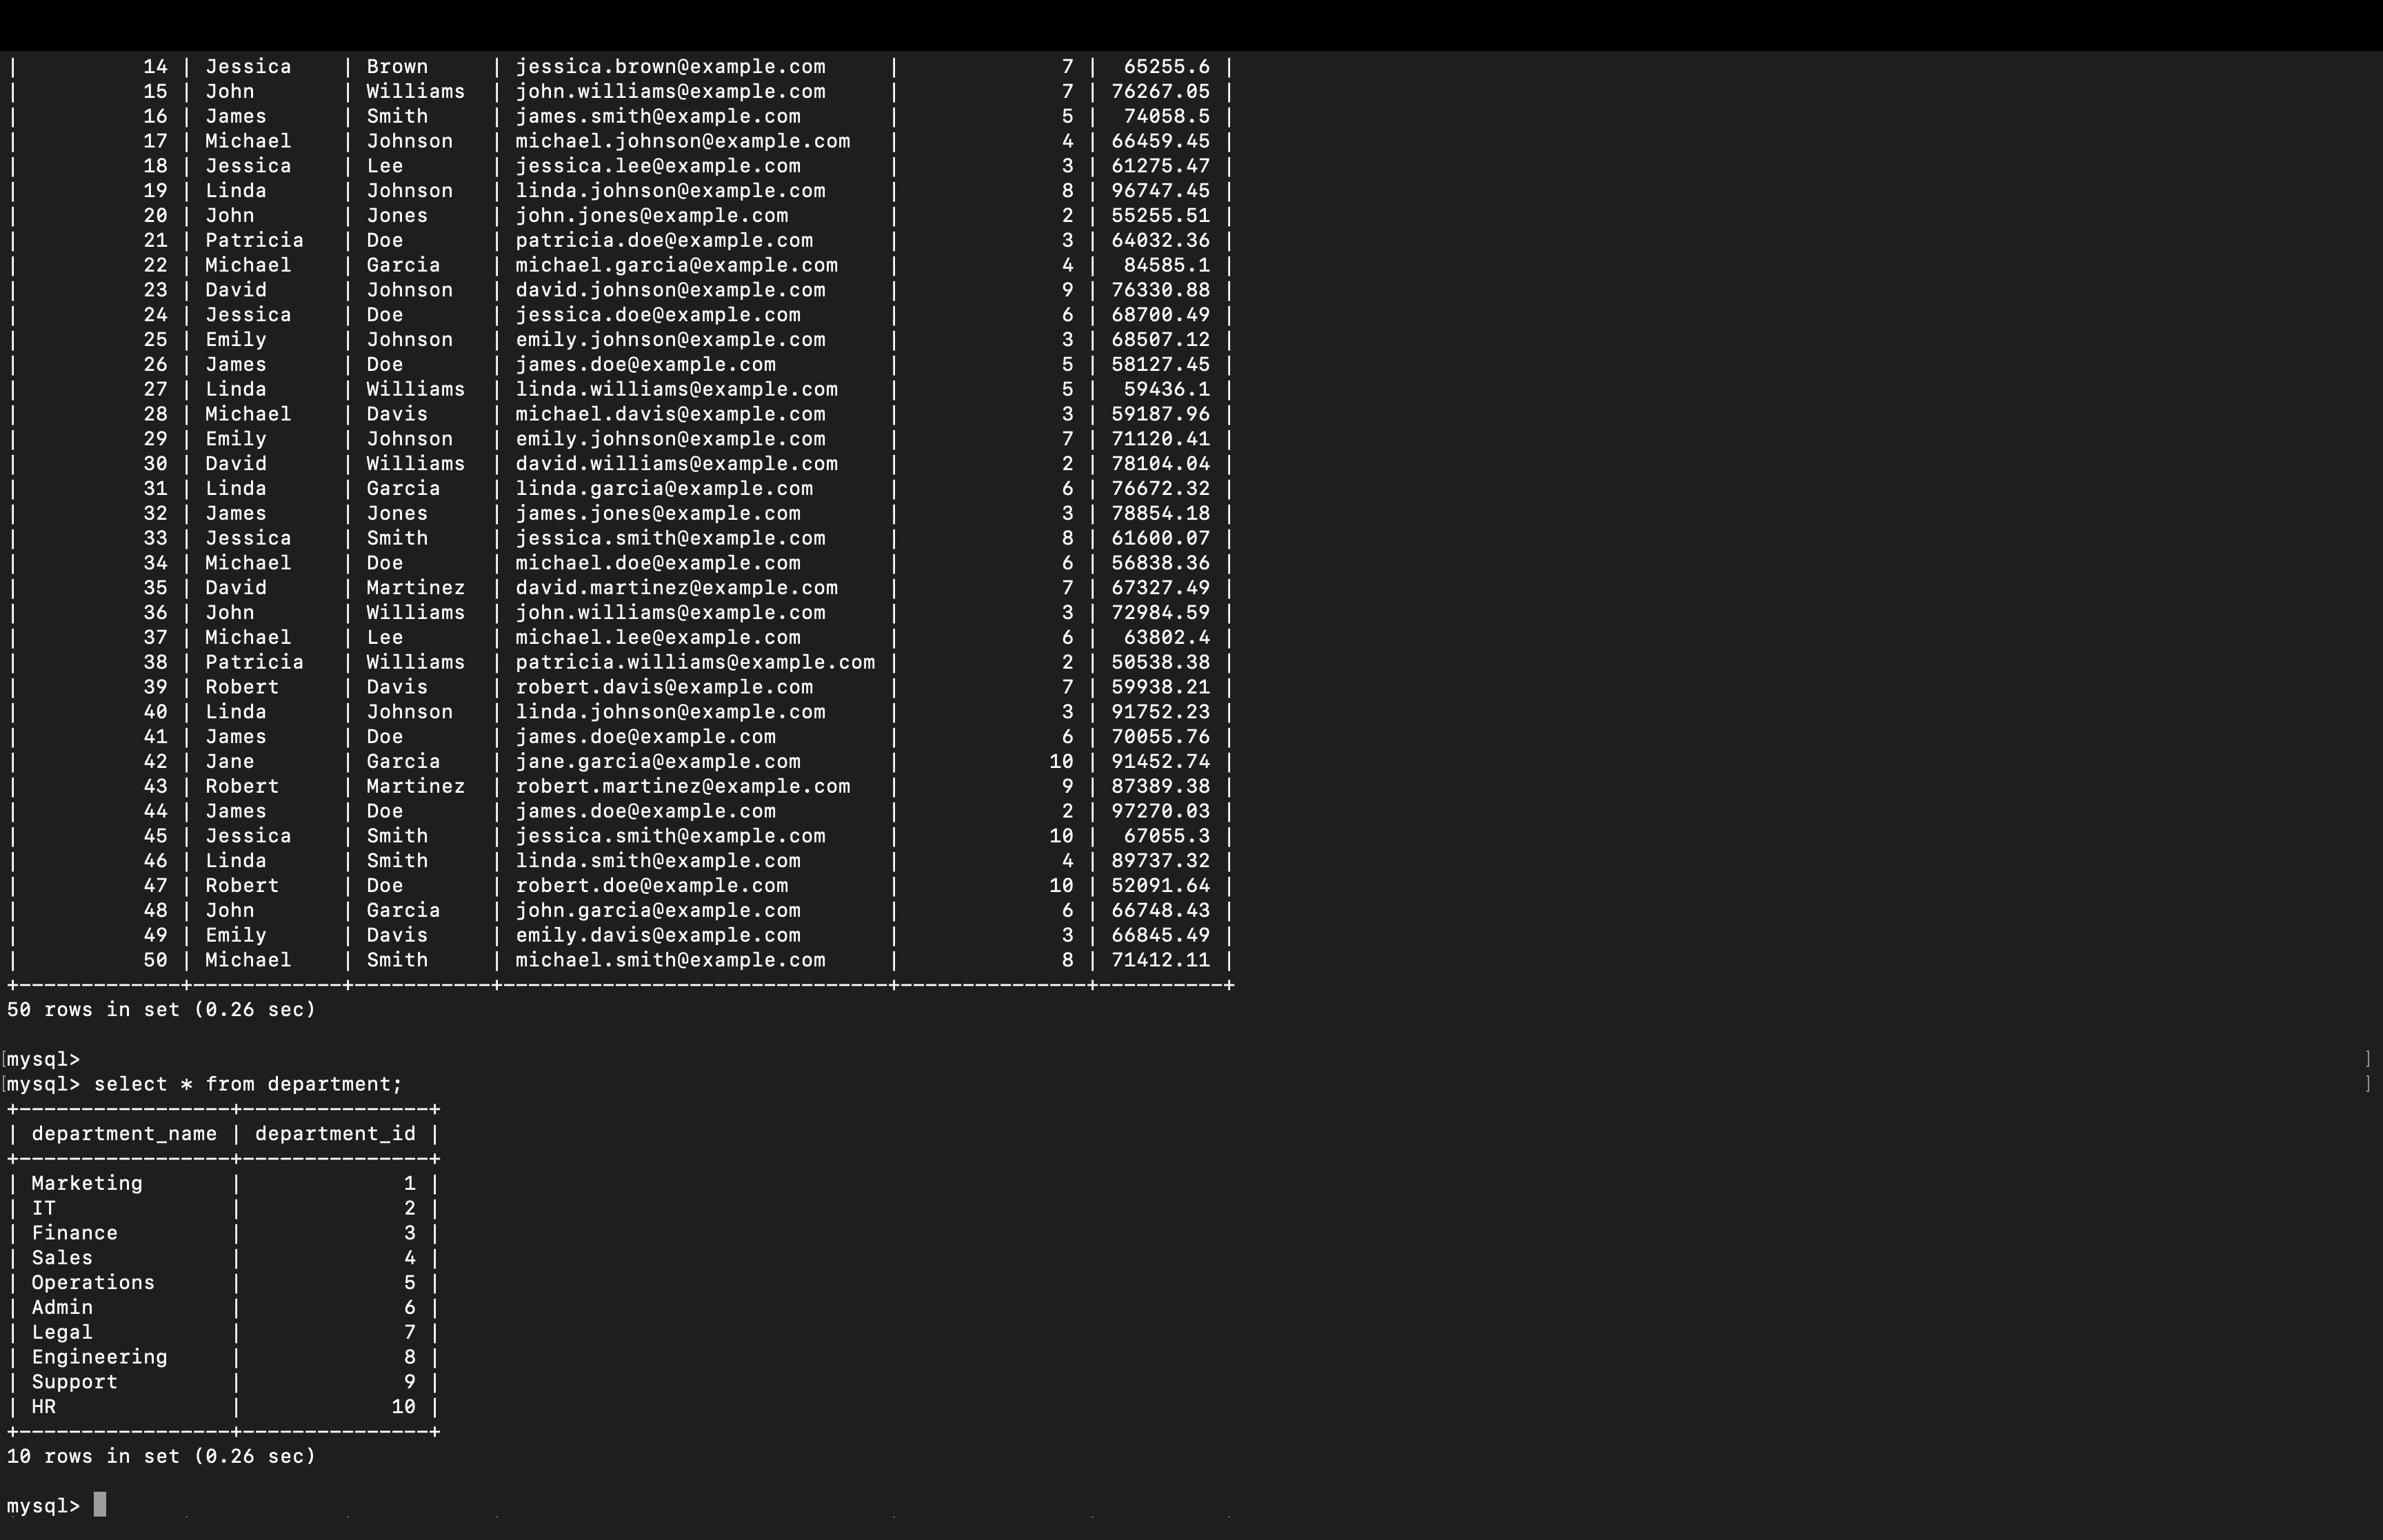 |          14 | Jessica    | Brown     | jessica.brown@example.com     |             7 |  65255.6 |
|          15 | John       | Williams  | john.williams@example.com     |             7 | 76267.05 |
|          16 | James      | Smith     | james.smith@example.com       |             5 |  74058.5 |
|          17 | Michael    | Johnson   | michael.johnson@example.com   |             4 | 66459.45 |
|          18 | Jessica    | Lee       | jessica.lee@example.com       |             3 | 61275.47 |
|          19 | Linda      | Johnson   | linda.johnson@example.com     |             8 | 96747.45 |
|          20 | John       | Jones     | john.jones@example.com        |             2 | 55255.51 |
|          21 | Patricia   | Doe       | patricia.doe@example.com      |             3 | 64032.36 |
|          22 | Michael    | Garcia    | michael.garcia@example.com    |             4 |  84585.1 |
|          23 | David      | Johnson   | david.johnson@example.com     |             9 | 76330.88 |
|          24 | Jessica    | Doe       | jessica.doe@example.com       |             6 | 68700.49 |
|          25 | Emily      | Johnson   | emily.johnson@example.com     |             3 | 68507.12 |
|          26 | James      | Doe       | james.doe@example.com         |             5 | 58127.45 |
|          27 | Linda      | Williams  | linda.williams@example.com    |             5 |  59436.1 |
|          28 | Michael    | Davis     | michael.davis@example.com     |             3 | 59187.96 |
|          29 | Emily      | Johnson   | emily.johnson@example.com     |             7 | 71120.41 |
|          30 | David      | Williams  | david.williams@example.com    |             2 | 78104.04 |
|          31 | Linda      | Garcia    | linda.garcia@example.com      |             6 | 76672.32 |
|          32 | James      | Jones     | james.jones@example.com       |             3 | 78854.18 |
|          33 | Jessica    | Smith     | jessica.smith@example.com     |             8 | 61600.07 |
|          34 | Michael    | Doe       | michael.doe@example.com       |             6 | 56838.36 |
|          35 | David      | Martinez  | david.martinez@example.com    |             7 | 67327.49 |
|          36 | John       | Williams  | john.williams@example.com     |             3 | 72984.59 |
|          37 | Michael    | Lee       | michael.lee@example.com       |             6 |  63802.4 |
|          38 | Patricia   | Williams  | patricia.williams@example.com |             2 | 50538.38 |
|          39 | Robert     | Davis     | robert.davis@example.com      |             7 | 59938.21 |
|          40 | Linda      | Johnson   | linda.johnson@example.com     |             3 | 91752.23 |
|          41 | James      | Doe       | james.doe@example.com         |             6 | 70055.76 |
|          42 | Jane       | Garcia    | jane.garcia@example.com       |            10 | 91452.74 |
|          43 | Robert     | Martinez  | robert.martinez@example.com   |             9 | 87389.38 |
|          44 | James      | Doe       | james.doe@example.com         |             2 | 97270.03 |
|          45 | Jessica    | Smith     | jessica.smith@example.com     |            10 |  67055.3 |
|          46 | Linda      | Smith     | linda.smith@example.com       |             4 | 89737.32 |
|          47 | Robert     | Doe       | robert.doe@example.com        |            10 | 52091.64 |
|          48 | John       | Garcia    | john.garcia@example.com       |             6 | 66748.43 |
|          49 | Emily      | Davis     | emily.davis@example.com       |             3 | 66845.49 |
|          50 | Michael    | Smith     | michael.smith@example.com     |             8 | 71412.11 |
+-------------+------------+-----------+-------------------------------+---------------+----------+
50 rows in set (0.26 sec)
[mysql> ]
[mysql> select * from department; ]
+-----------------+---------------+
| department_name | department_id |
+-----------------+---------------+
| Marketing       |             1 |
| IT              |             2 |
| Finance         |             3 |
| Sales           |             4 |
| Operations      |             5 |
| Admin           |             6 |
| Legal           |             7 |
| Engineering     |             8 |
| Support         |             9 |
| HR              |            10 |
+-----------------+---------------+
10 rows in set (0.26 sec)
mysql>